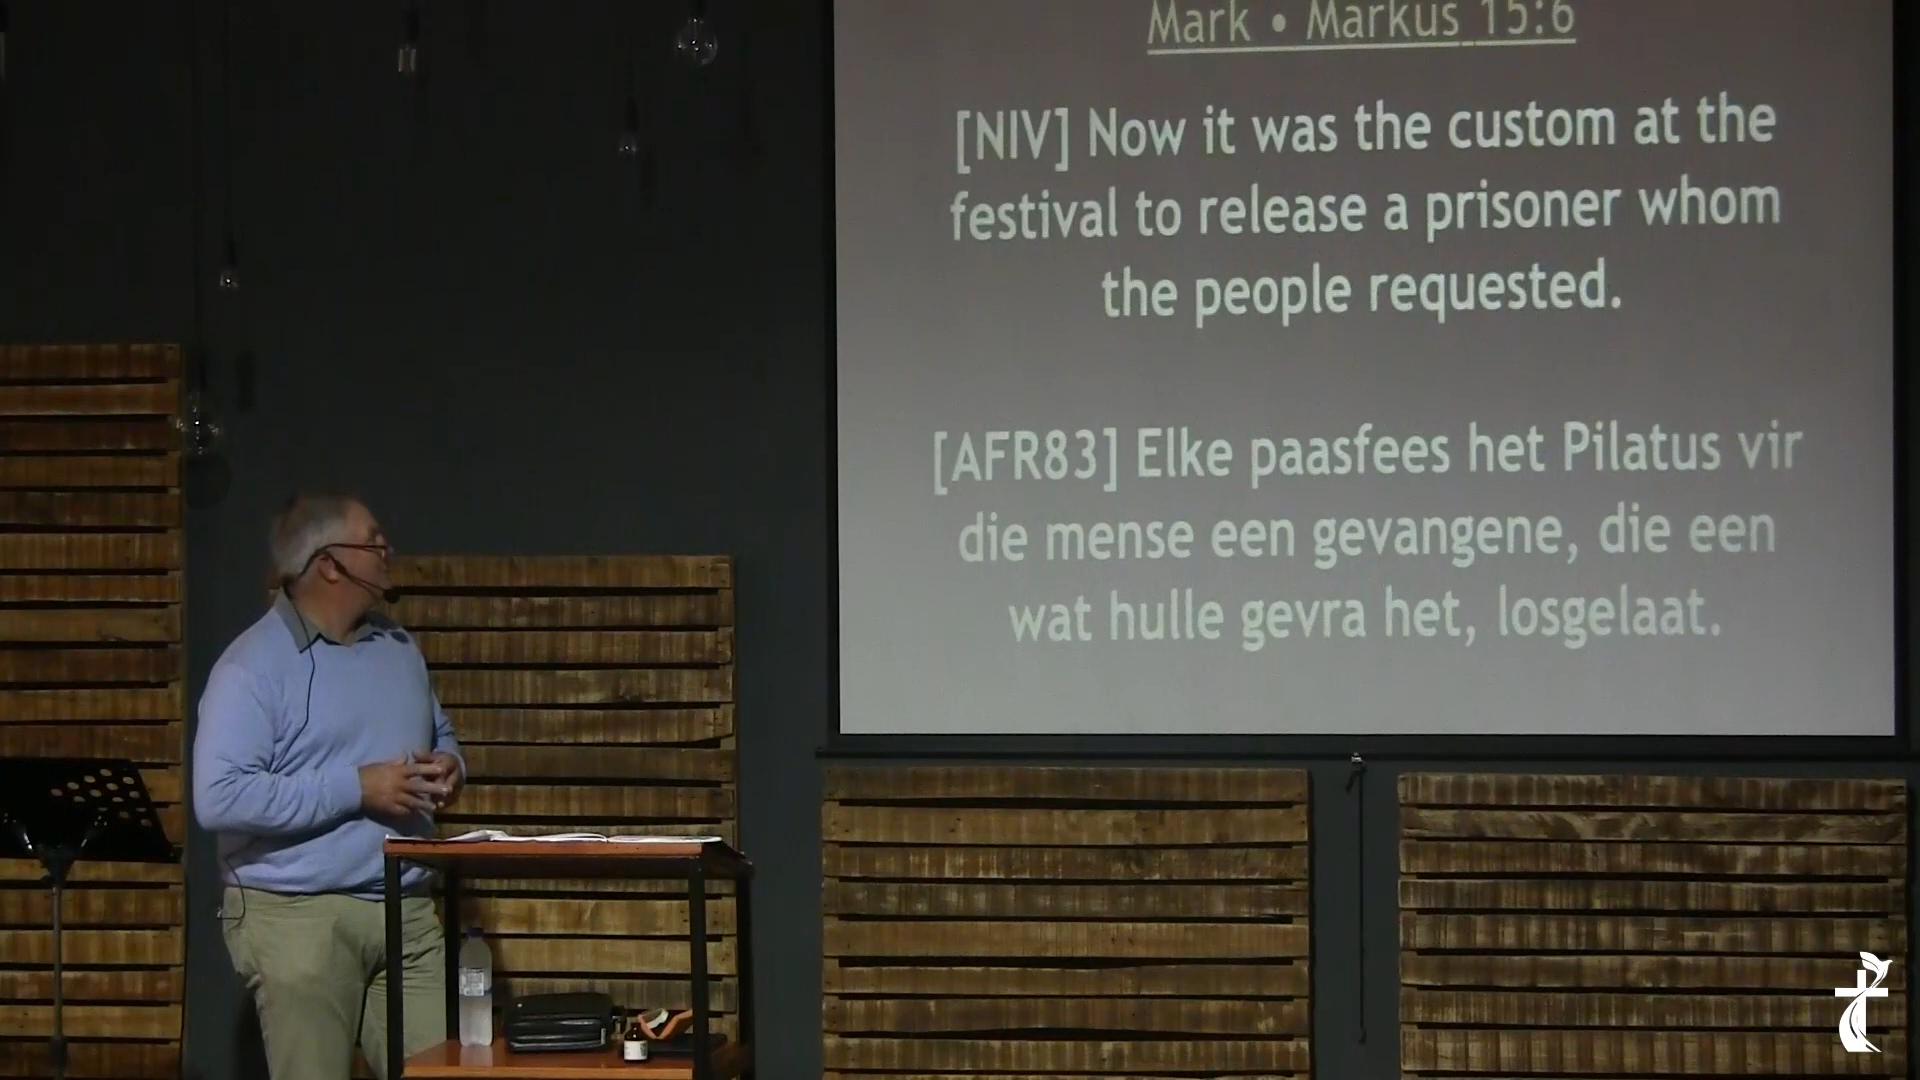 Mark • Markus 15:6
[NIV] Now it was the custom at the
festival to release a prisoner whom
the people requested.
[AFR83] Elke paasfees het Pilatus vir
die mense een gevangene, die een
wat hulle gevra het, losgelaat.